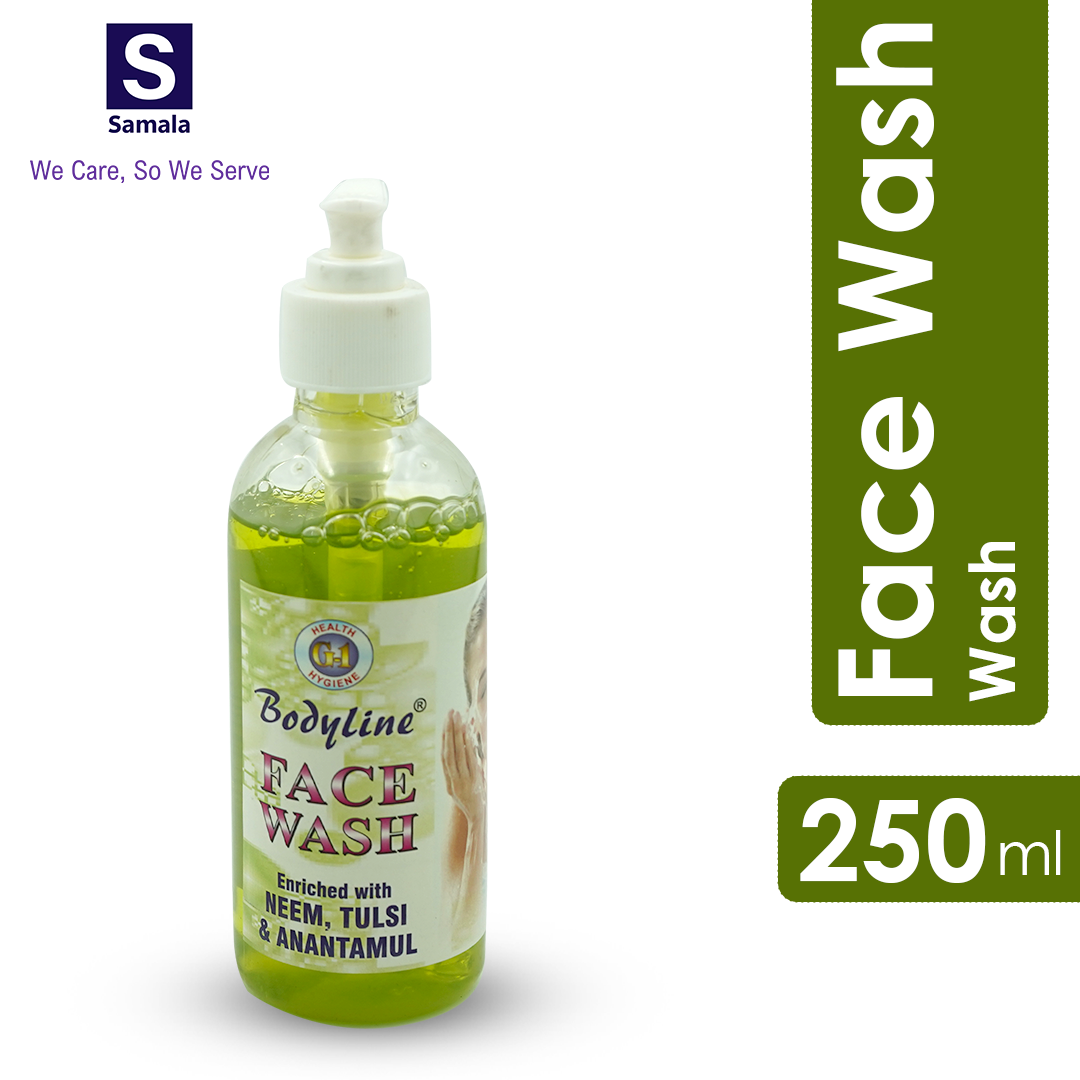 S
Samala
We Care, So We Serve
HEALTH
G-1
HYGIENE
Bodyline®
FACE
WASH
Enriched with
NEEM, TULSI
& ANANTAMUL
Face Wash
Wash
250 ml